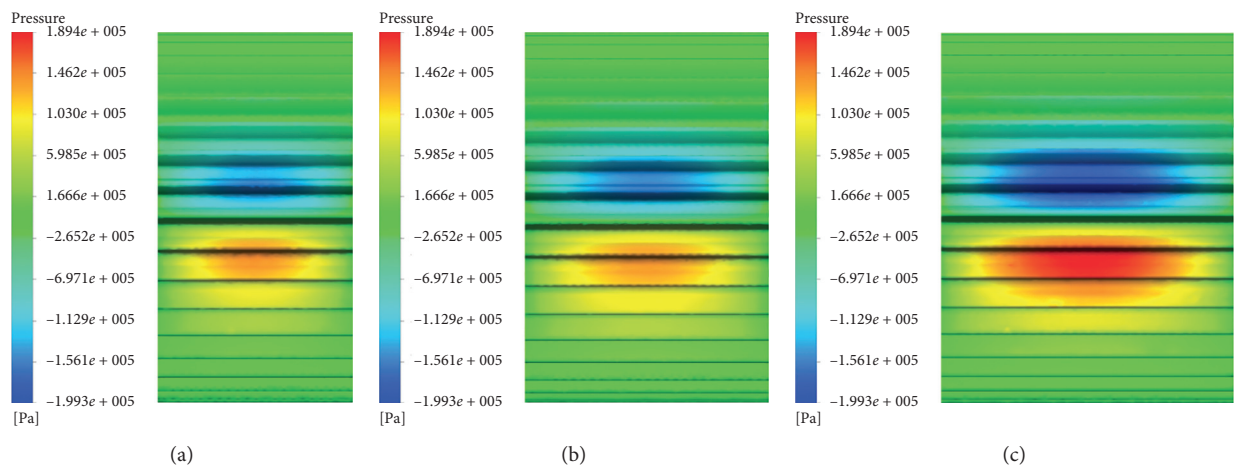 Pressure
1.894e + 005
1.462e + 005
1.030e + 005
5.985e + 005
1.666e + 005
–2.652e + 005
–6.971e + 005
–1.129e + 005
–1.561e + 005
–1.993e + 005
[Pa]
(a)
Pressure
1.894e + 005
1.462e + 005
1.030e + 005
5.985e + 005
1.666e + 005
–2.652e + 005
–6.971e + 005
–1.129e + 005
–1.561e + 005
–1.993e + 005
[Pa]
(b)
Pressure
1.894e + 005
1.462e + 005
1.030e + 005
5.985e + 005
1.666e + 005
–2.652e + 005
–6.971e + 005
–1.129e + 005
–1.561e + 005
–1.993e + 005
[Pa]
(c)